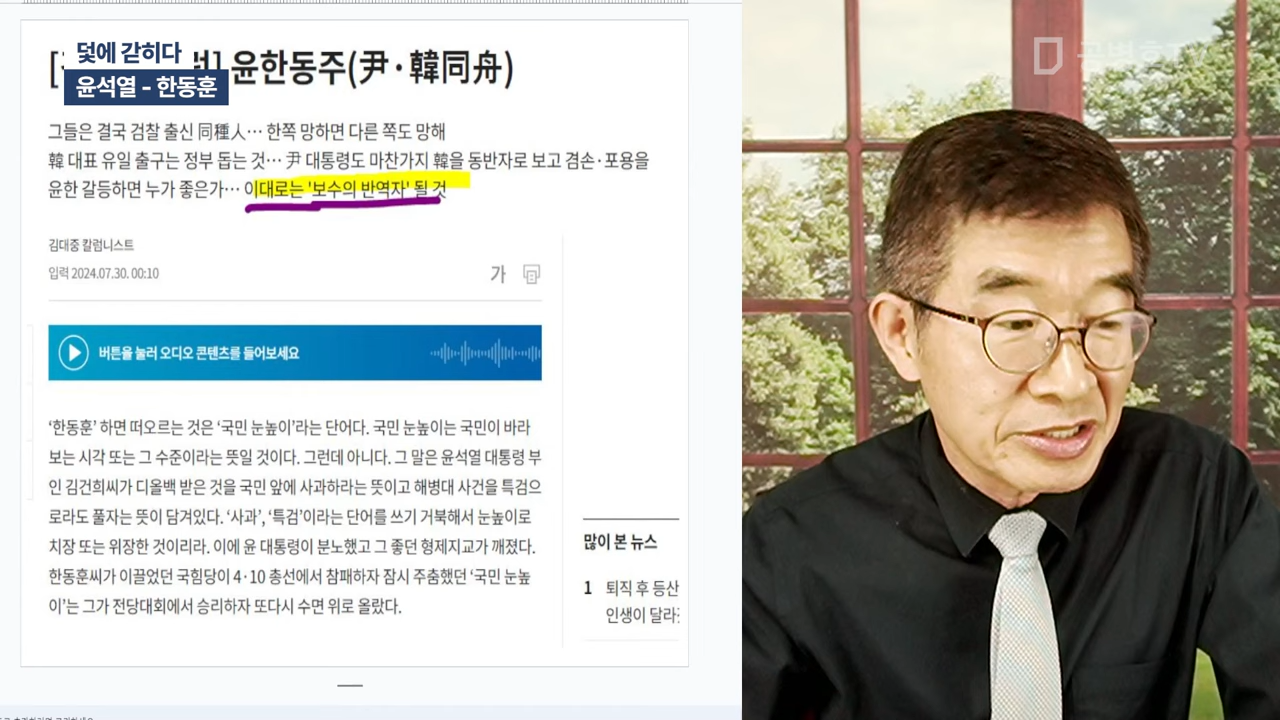 덫에 갇히다
윤석열 - 한동훈
윤한동주(尹·韓同舟)
그들은 결국 검찰 출신 同種人… 한쪽 망하면 다른 쪽도 망해
韓 대표 유일 출구는 정부 돕는 것… 尹 대통령도 마찬가지 韓을 동반자로 보고 겸손·포용을
윤한 갈등하면 누가 좋은가… 이대로는 '보수의 반역자' 될 것
김대중 칼럼니스트
입력 2024.07.30. 00:10
가
버튼을 눌러 오디오 콘텐츠를 들어보세요
‘한동훈’ 하면 떠오르는 것은 ‘국민 눈높이’라는 단어다. 국민 눈높이는 국민이 바라
보는 시각 또는 그 수준이라는 뜻일 것이다. 그런데 아니다. 그 말은 윤석열 대통령 부
인 김건희씨가 디올백 받은 것을 국민 앞에 사과하라는 뜻이고 해병대 사건을 특검으
로라도 풀자는 뜻이 담겨있다. ‘사과’, ‘특검’이라는 단어를 쓰기 거북해서 눈높이로
치장 또는 위장한 것이리라. 이에 윤 대통령이 분노했고 그 좋던 형제지교가 깨졌다.
한동훈씨가 이끌었던 국힘당이 4·10 총선에서 참패하자 잠시 주춤했던 ‘국민 눈높
이’는 그가 전당대회에서 승리하자 또다시 수면 위로 올랐다.
많이 본 뉴스
1 퇴직 후 등산
인생이 달라
공병호TV